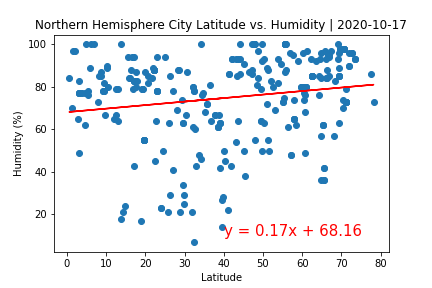 Northern Hemisphere City Latitude vs. Humidity | 2020-10-17
100
80
60
40
20
Humidity (%)
y = 0.17x + 68.16
0 10 20 30 40 50 60 70 80
Latitude